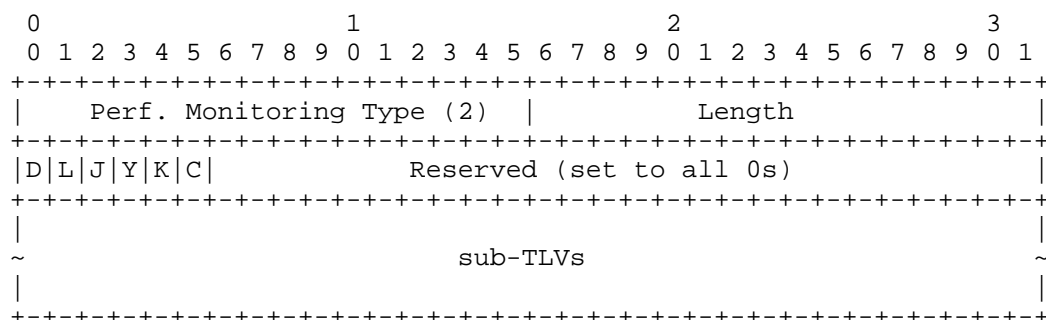 0                   1                   2                   3
 0 1 2 3 4 5 6 7 8 9 0 1 2 3 4 5 6 7 8 9 0 1 2 3 4 5 6 7 8 9 0 1
+-+-+-+-+-+-+-+-+-+-+-+-+-+-+-+-+-+-+-+-+-+-+-+-+-+-+-+-+-+-+-+-+
|    Perf. Monitoring Type (2)  |          Length               |
+-+-+-+-+-+-+-+-+-+-+-+-+-+-+-+-+-+-+-+-+-+-+-+-+-+-+-+-+-+-+-+-+
|D|L|J|Y|K|C|            Reserved (set to all 0s)               |
+-+-+-+-+-+-+-+-+-+-+-+-+-+-+-+-+-+-+-+-+-+-+-+-+-+-+-+-+-+-+-+-+
|                                                               |
~                           sub-TLVs                            ~
|                                                               |
+-+-+-+-+-+-+-+-+-+-+-+-+-+-+-+-+-+-+-+-+-+-+-+-+-+-+-+-+-+-+-+-+